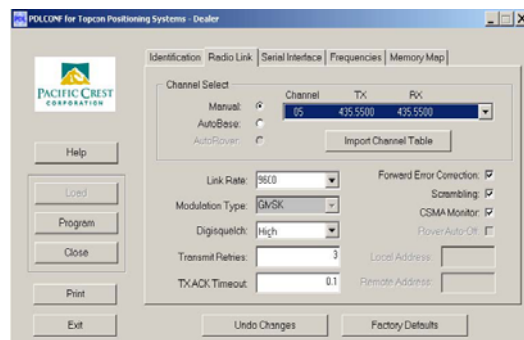 PDLCONF for Topcon Positioning Systems - Dealer
Identification Radio Link Serial Interface Frequencies Memory Map
PACIFIC CREST
CORPORATION
Help
Load
Program
Close
Print
Exit
Channel Select
Channel TX RX
Manual: 05 435.5500 435.5500
AutoBase:
AutoRover:
Import Channel Table
Link Rate: 9600
Modulation Type: GMSK
Digisquelch: High
Transmit Retries: 3
TX ACK Timeout: 0.1
Forward Error Correction:
Scrambling:
CSMA Monitor:
Rover Auto-Off:
Local Address:
Remote Address:
Undo Changes Factory Defaults